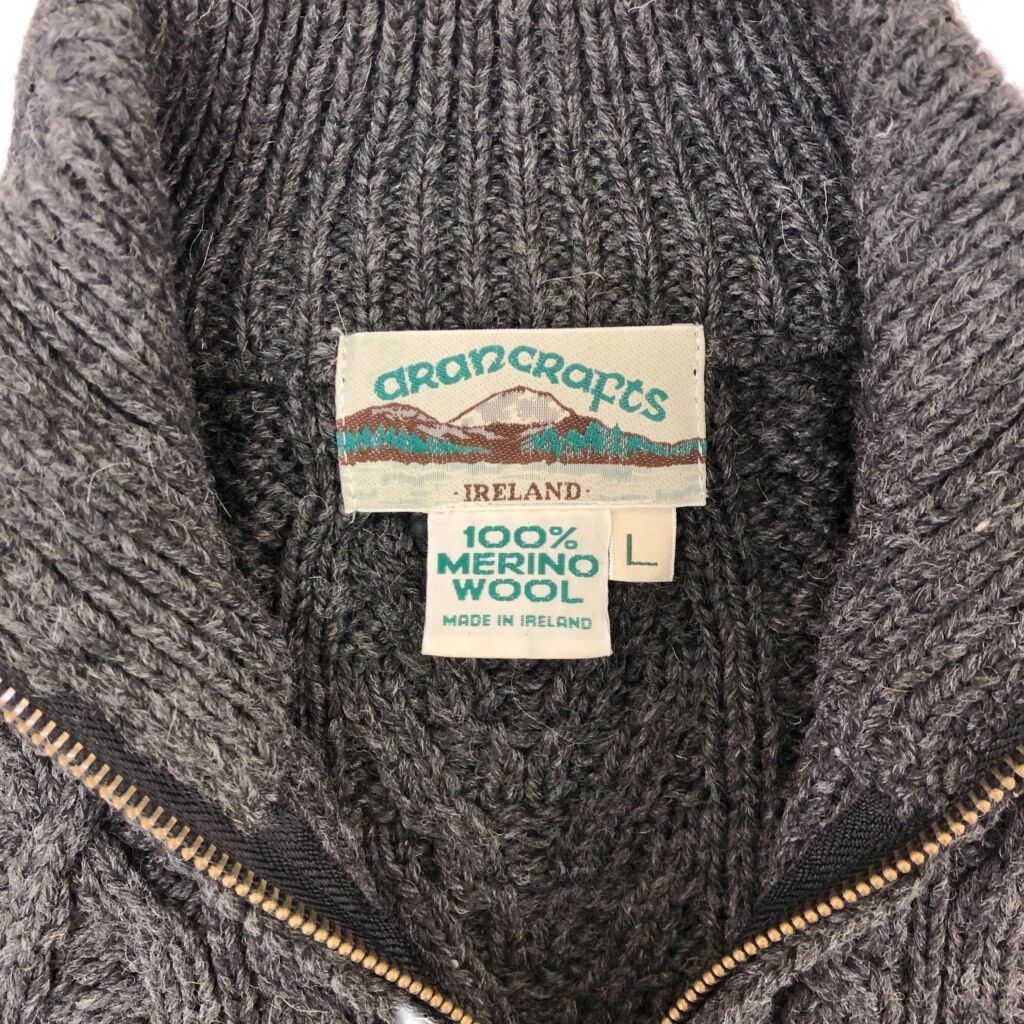 arancrafts
·IRELAND·
100%
MERINO
WOOL
L
MADE IN IRELAND